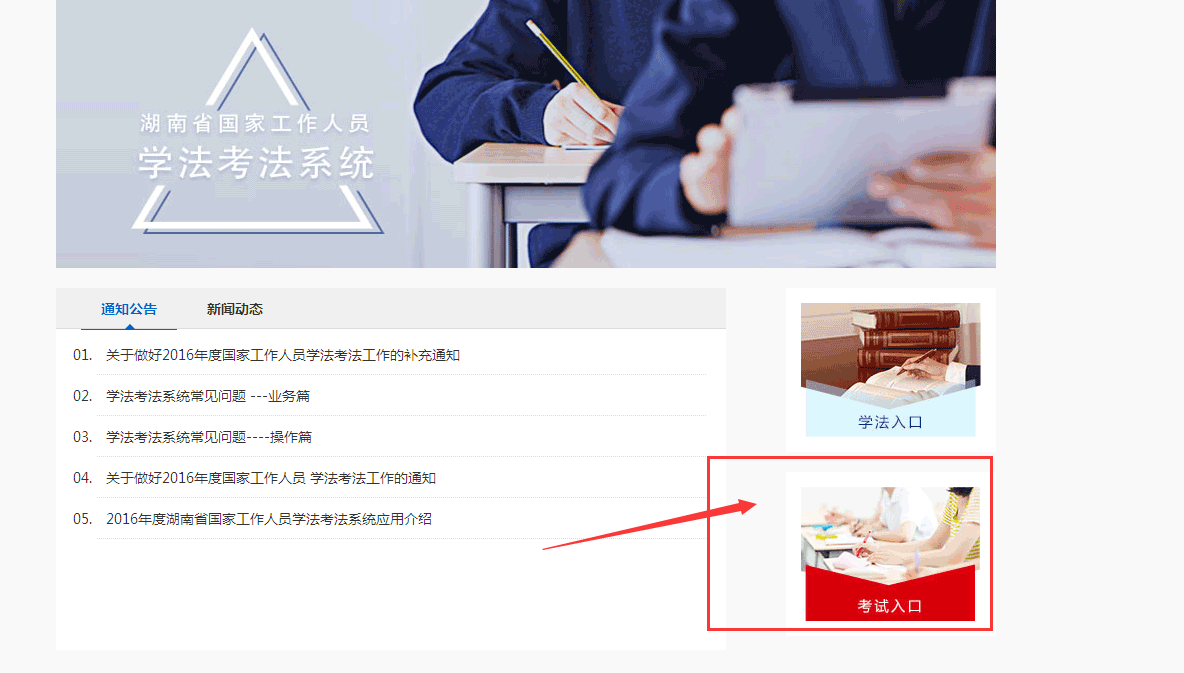 湖南省国家工作人员
学法考法系统
通知公告 新闻动态
01. 关于做好2016年度国家工作人员学法考法工作的补充通知
02. 学法考法系统常见问题 ---业务篇
03. 学法考法系统常见问题----操作篇
04. 关于做好2016年度国家工作人员 学法考法工作的通知
05. 2016年度湖南省国家工作人员学法考法系统应用介绍
学法入口
考试入口